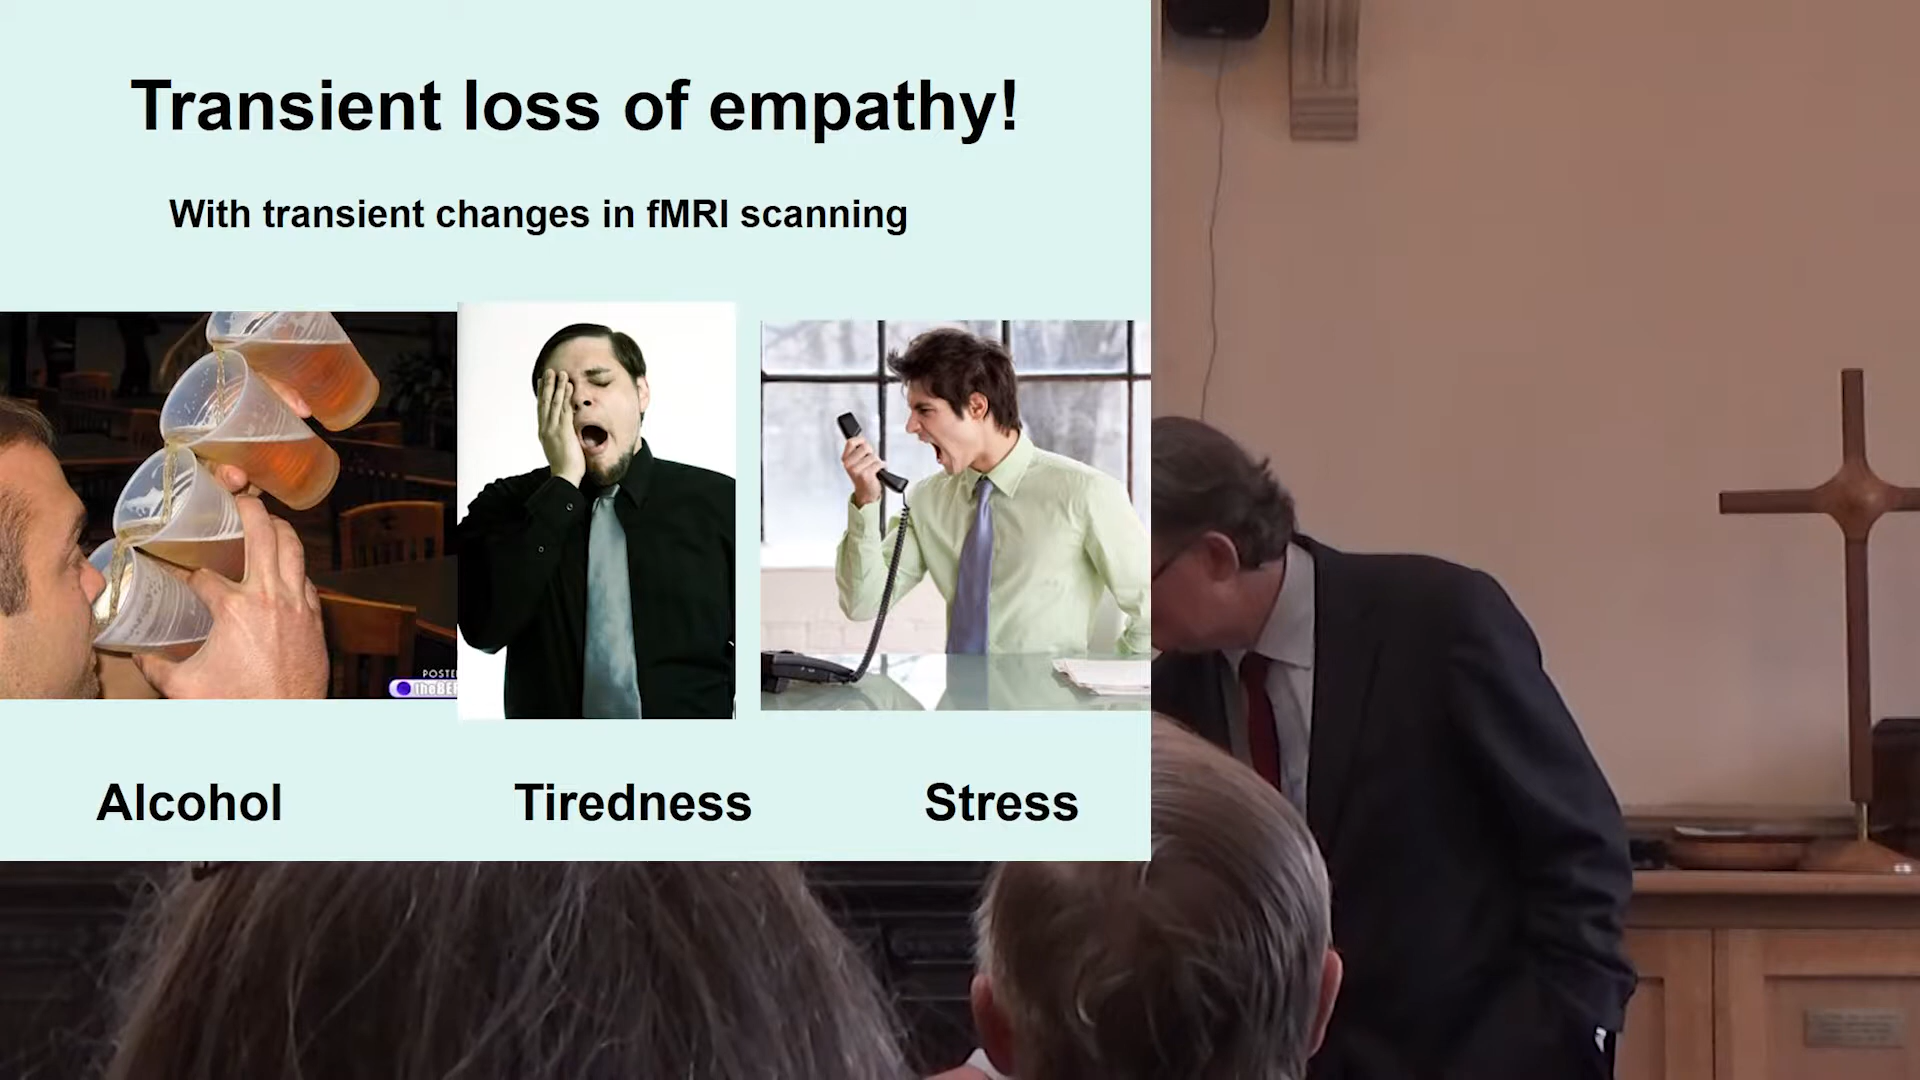 Transient loss of empathy!
With transient changes in fMRI scanning
Alcohol
Tiredness
Stress